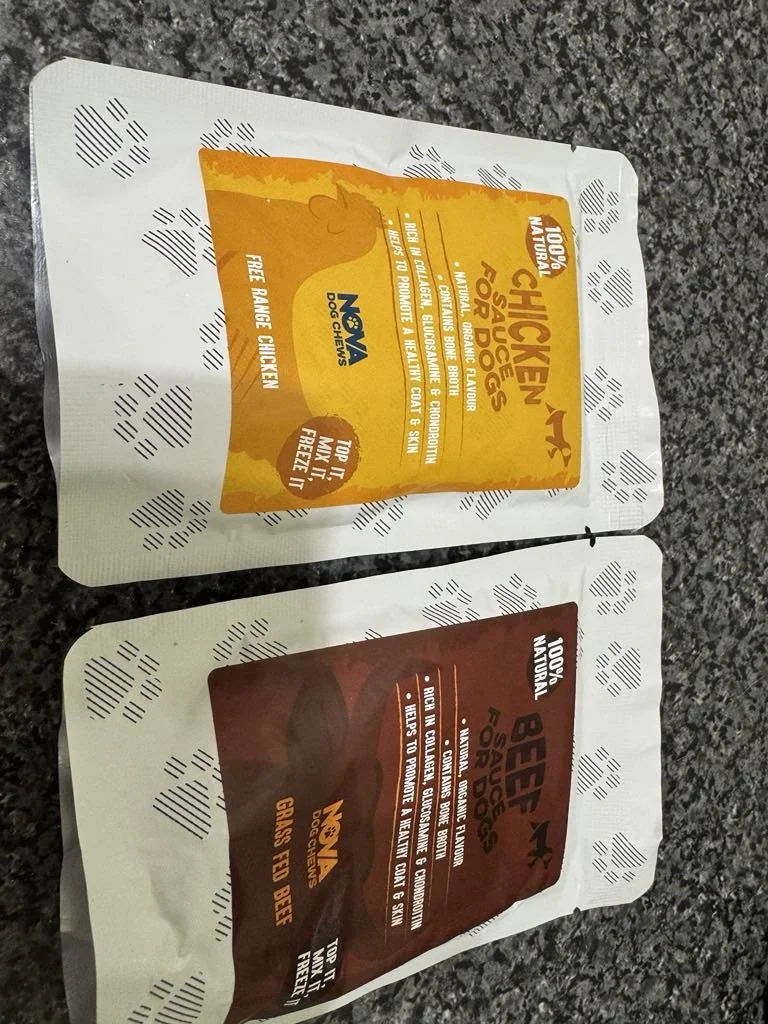 100%
NATURAL
CHICKEN
SAUCE
FOR DOGS
• NATURAL, ORGANIC FLAVOUR
• CONTAINS BONE BROTH
• RICH IN COLLAGEN, GLUCOSAMINE & CHONDROITIN
• HELPS TO PROMOTE A HEALTHY COAT & SKIN
NOVA
DOG CHEWS
TOP IT,
MIX IT,
FREEZE IT
FREE RANGE CHICKEN
100%
NATURAL
BEEF
SAUCE
FOR DOGS
• NATURAL, ORGANIC FLAVOUR
• CONTAINS BONE BROTH
• RICH IN COLLAGEN, GLUCOSAMINE & CHONDROITIN
• HELPS TO PROMOTE A HEALTHY COAT & SKIN
NOVA
DOG CHEWS
TOP IT,
MIX IT,
FREEZE IT
GRASS FED BEEF